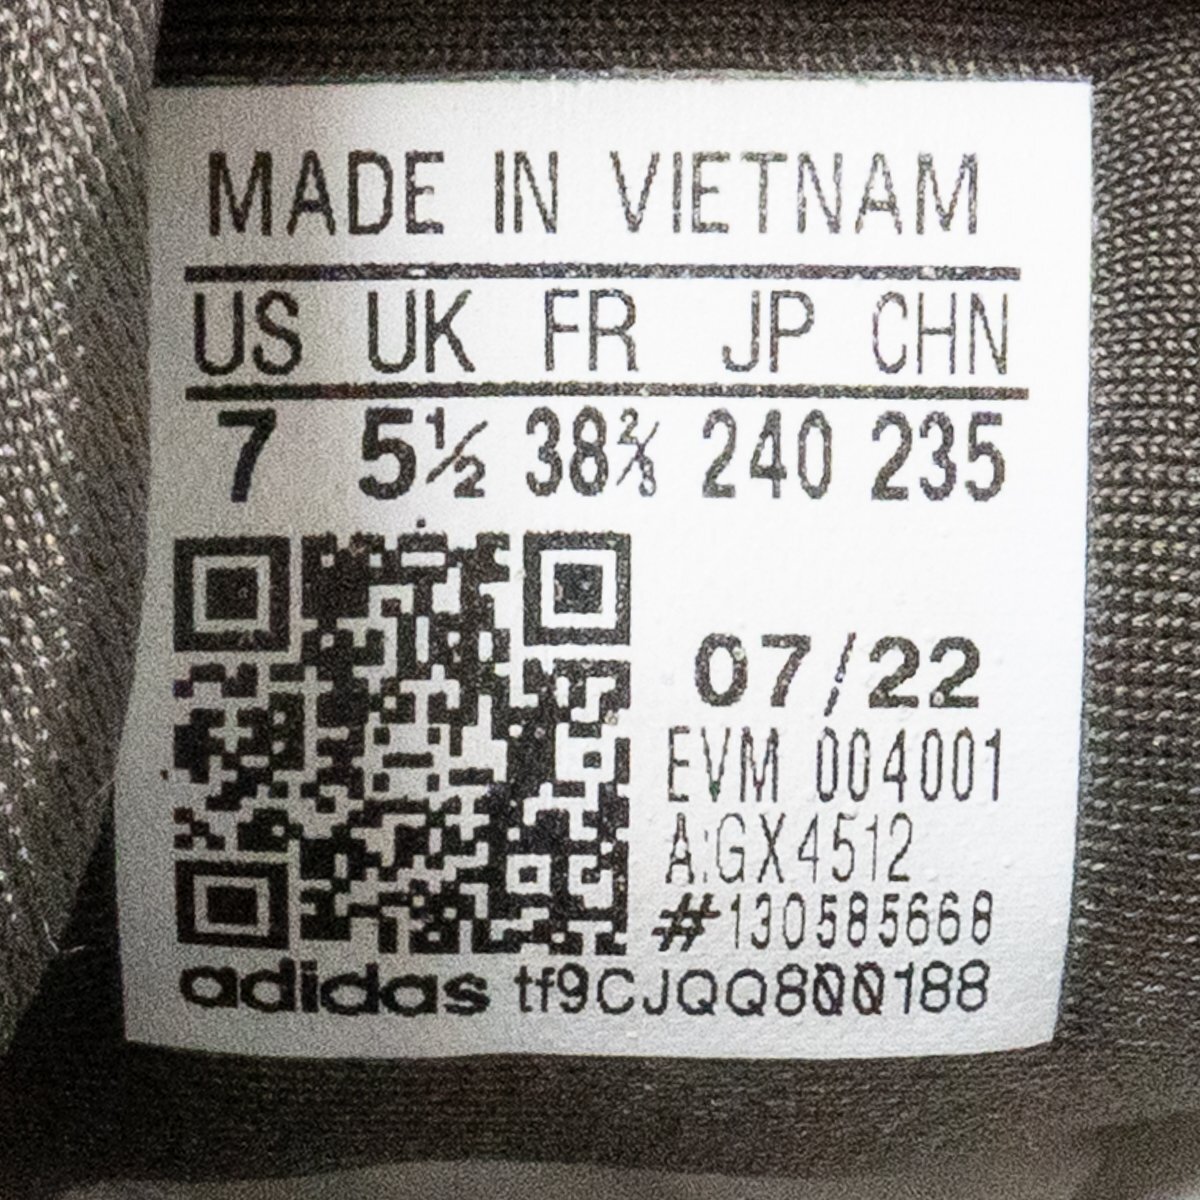 MADE IN VIETNAM
US UK FR JP CHN
7 5½ 38⅔ 240 235
07/22
EVM 004001
A:GX4512
#130585668
adidas tf9CJQQ800188